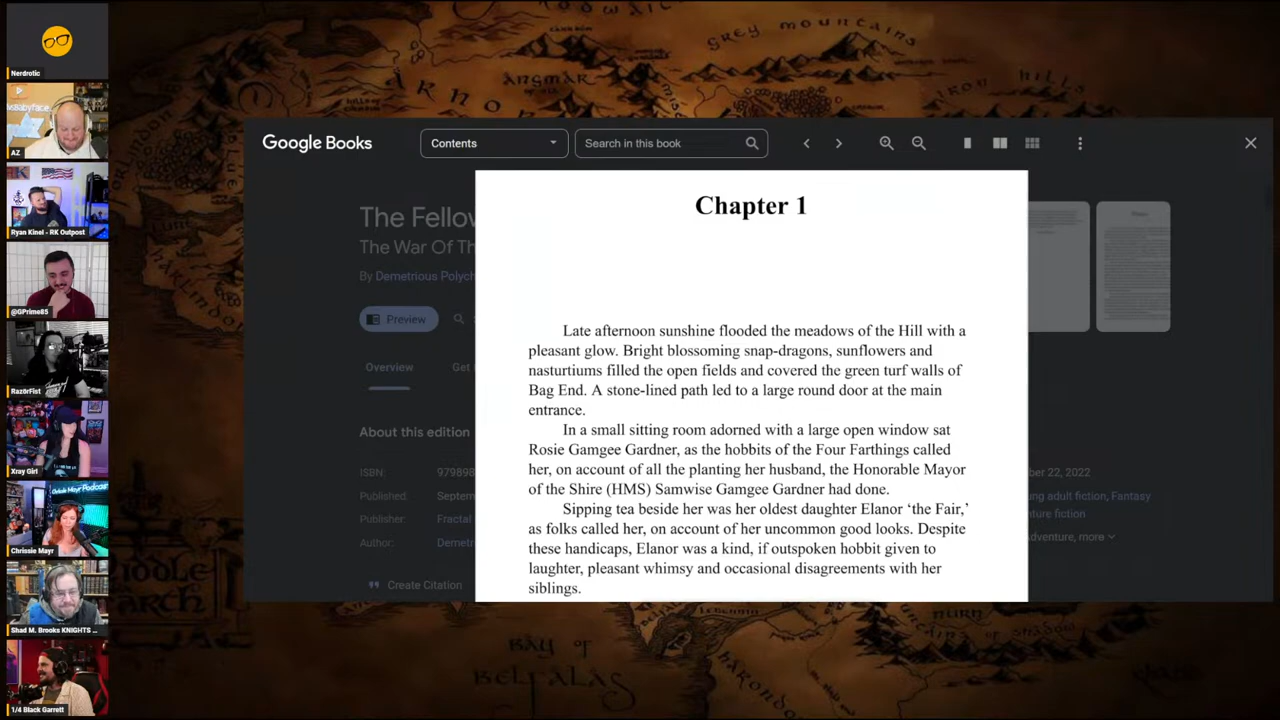 Nerdrotic
AZ
Ryan Kinel - RK Outpost
@GPrime85
Raz0rFist
Xray Girl
Chrissie Mayr
Shad M. Brooks KNIGHTS ...
1/4 Black Garrett
GREY MOUNTAINS
ANGMAR
ARNO
Google Books
Contents
Search in this book
The Fellow
The War Of Th
By Demetrious Polych
Preview
Overview
Get
About this edition
ISBN:
979898
Published:
Septem
Publisher:
Fractal
Author:
Demetr
Create Citation
Chapter 1
Late afternoon sunshine flooded the meadows of the Hill with a
pleasant glow. Bright blossoming snap-dragons, sunflowers and
nasturtiums filled the open fields and covered the green turf walls of
Bag End. A stone-lined path led to a large round door at the main
entrance.
In a small sitting room adorned with a large open window sat
Rosie Gamgee Gardner, as the hobbits of the Four Farthings called
her, on account of all the planting her husband, the Honorable Mayor
of the Shire (HMS) Samwise Gamgee Gardner had done.
Sipping tea beside her was her oldest daughter Elanor ‘the Fair,’
as folks called her, on account of her uncommon good looks. Despite
these handicaps, Elanor was a kind, if outspoken hobbit given to
laughter, pleasant whimsy and occasional disagreements with her
siblings.
ber 22, 2022
ung adult fiction, Fantasy
nture fiction
dventure, more
BAY OF
BELFALAS